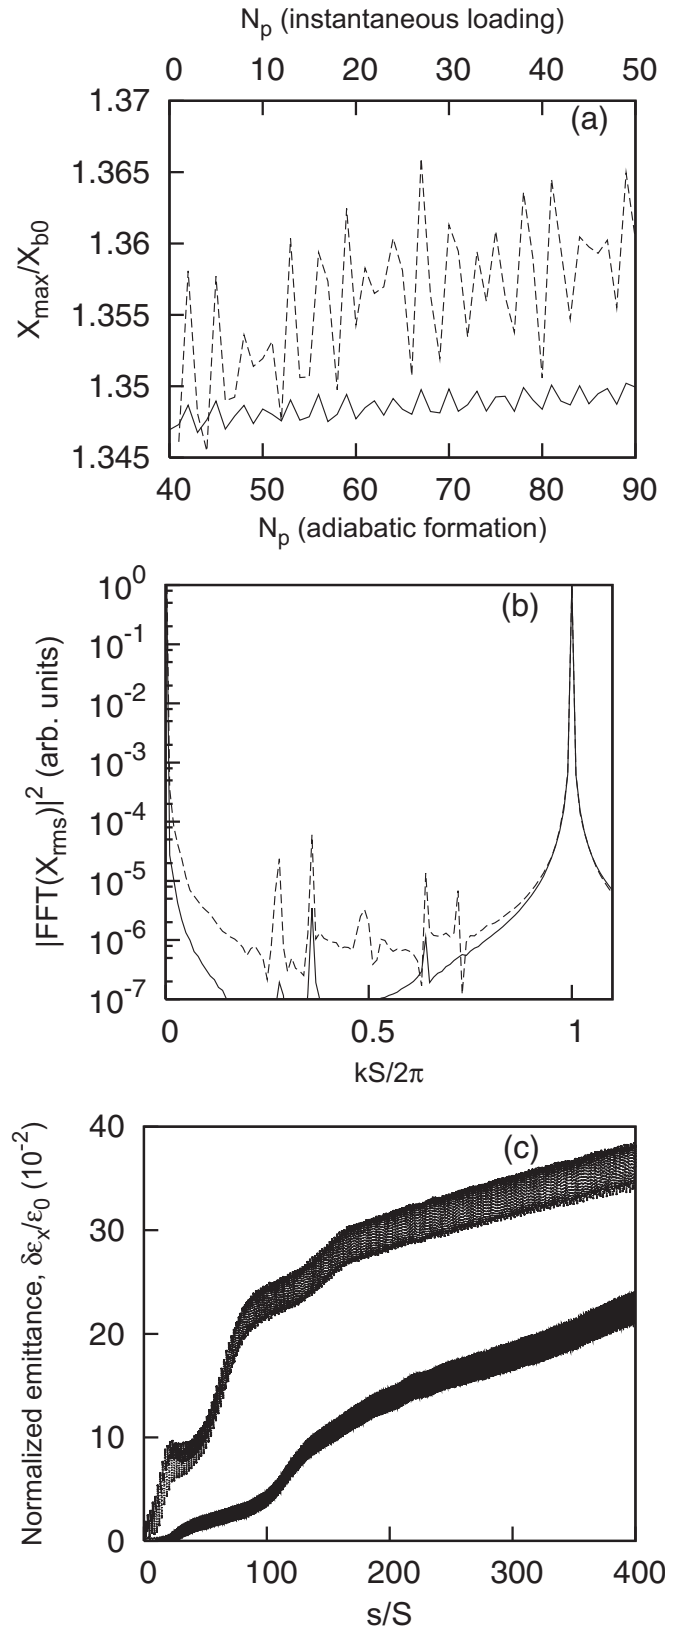 N_p (instantaneous loading)
0 10 20 30 40 50
(a)
1.37
1.365
1.36
1.355
1.35
1.345
X_max/X_b0
40 50 60 70 80 90
N_p (adiabatic formation)
(b)
10^0
10^-1
10^-2
10^-3
10^-4
10^-5
10^-6
10^-7
|FFT(X_rms)|^2 (arb. units)
0 0.5 1
kS/2π
(c)
40
30
20
10
0
Normalized emittance, δε_x/ε_0 (10^-2)
0 100 200 300 400
s/S